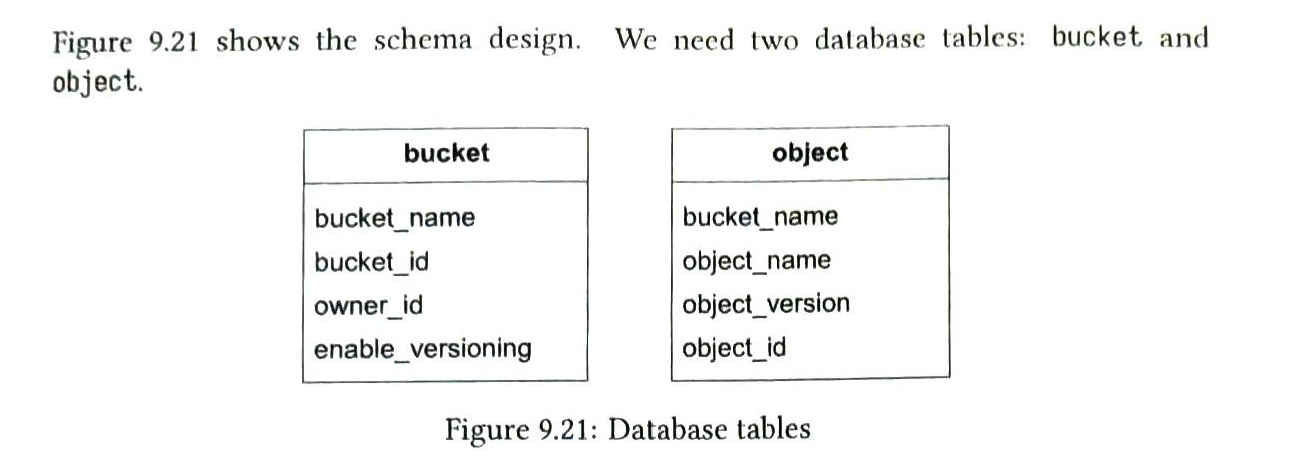 Figure 9.21 shows the schema design. We need two database tables: bucket and
object.
bucket
bucket_name
bucket_id
owner_id
enable_versioning
object
bucket_name
object_name
object_version
object_id
Figure 9.21: Database tables